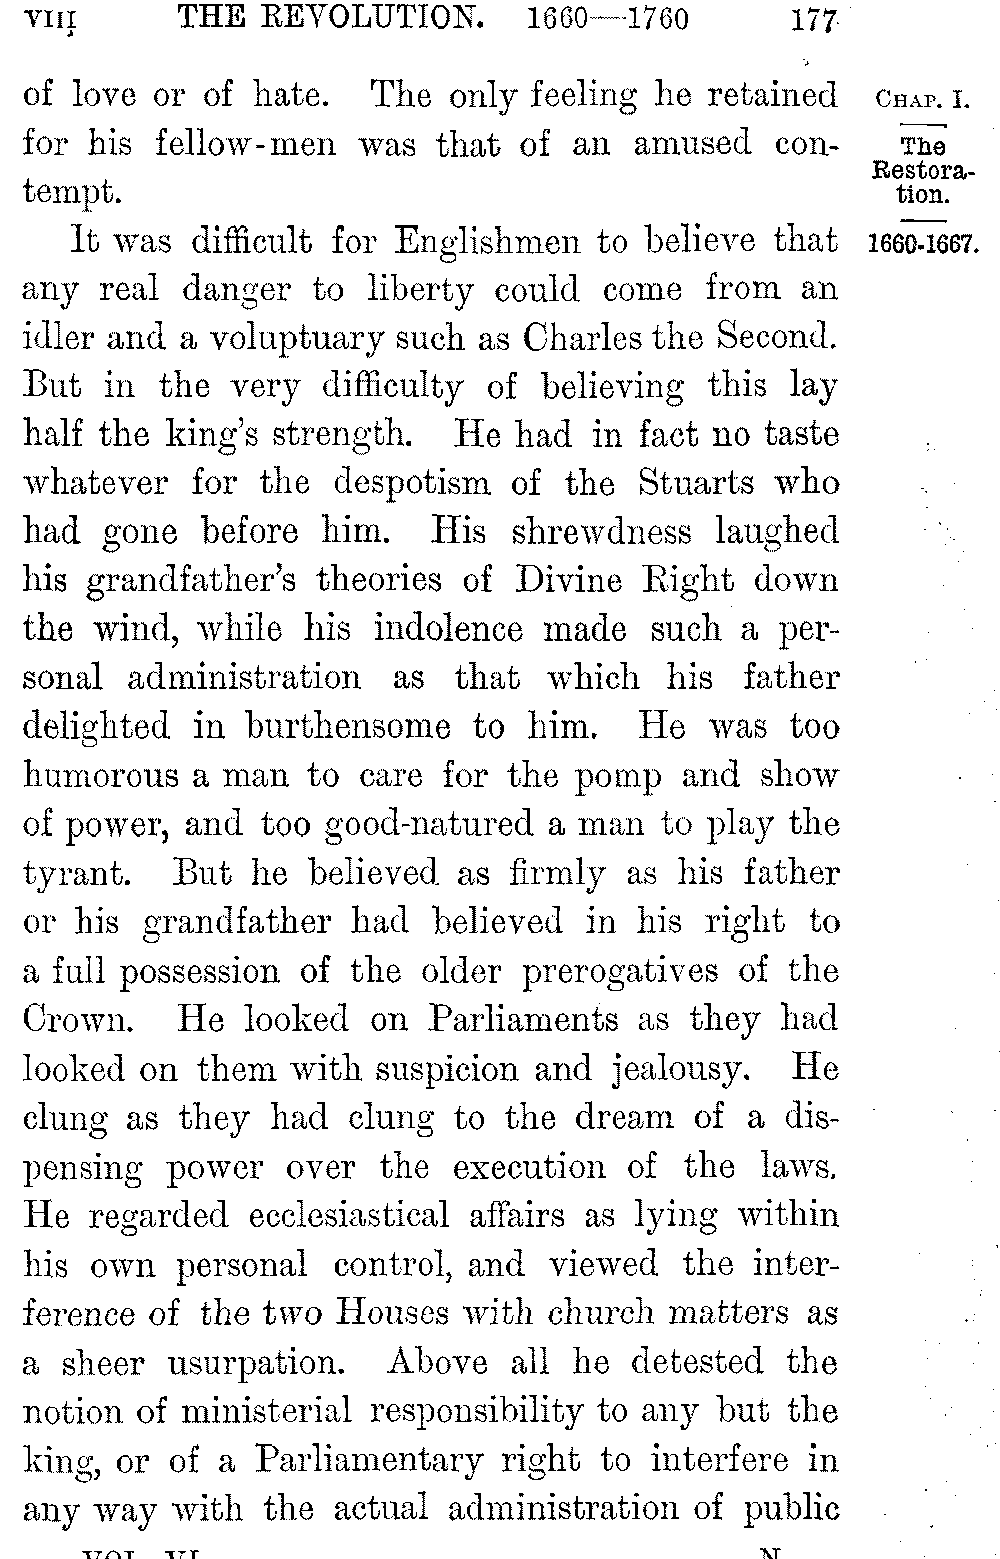 VIII THE REVOLUTION. 1660—1760 177
of love or of hate. The only feeling he retained
for his fellow-men was that of an amused con-
tempt.
It was difficult for Englishmen to believe that
any real danger to liberty could come from an
idler and a voluptuary such as Charles the Second.
But in the very difficulty of believing this lay
half the king's strength. He had in fact no taste
whatever for the despotism of the Stuarts who
had gone before him. His shrewdness laughed
his grandfather's theories of Divine Right down
the wind, while his indolence made such a per-
sonal administration as that which his father
delighted in burthensome to him. He was too
humorous a man to care for the pomp and show
of power, and too good-natured a man to play the
tyrant. But he believed as firmly as his father
or his grandfather had believed in his right to
a full possession of the older prerogatives of the
Crown. He looked on Parliaments as they had
looked on them with suspicion and jealousy. He
clung as they had clung to the dream of a dis-
pensing power over the execution of the laws.
He regarded ecclesiastical affairs as lying within
his own personal control, and viewed the inter-
ference of the two Houses with church matters as
a sheer usurpation. Above all he detested the
notion of ministerial responsibility to any but the
king, or of a Parliamentary right to interfere in
any way with the actual administration of public
VOL. VI. N
CHAP. I.
The
Restora-
tion.
1660-1667.